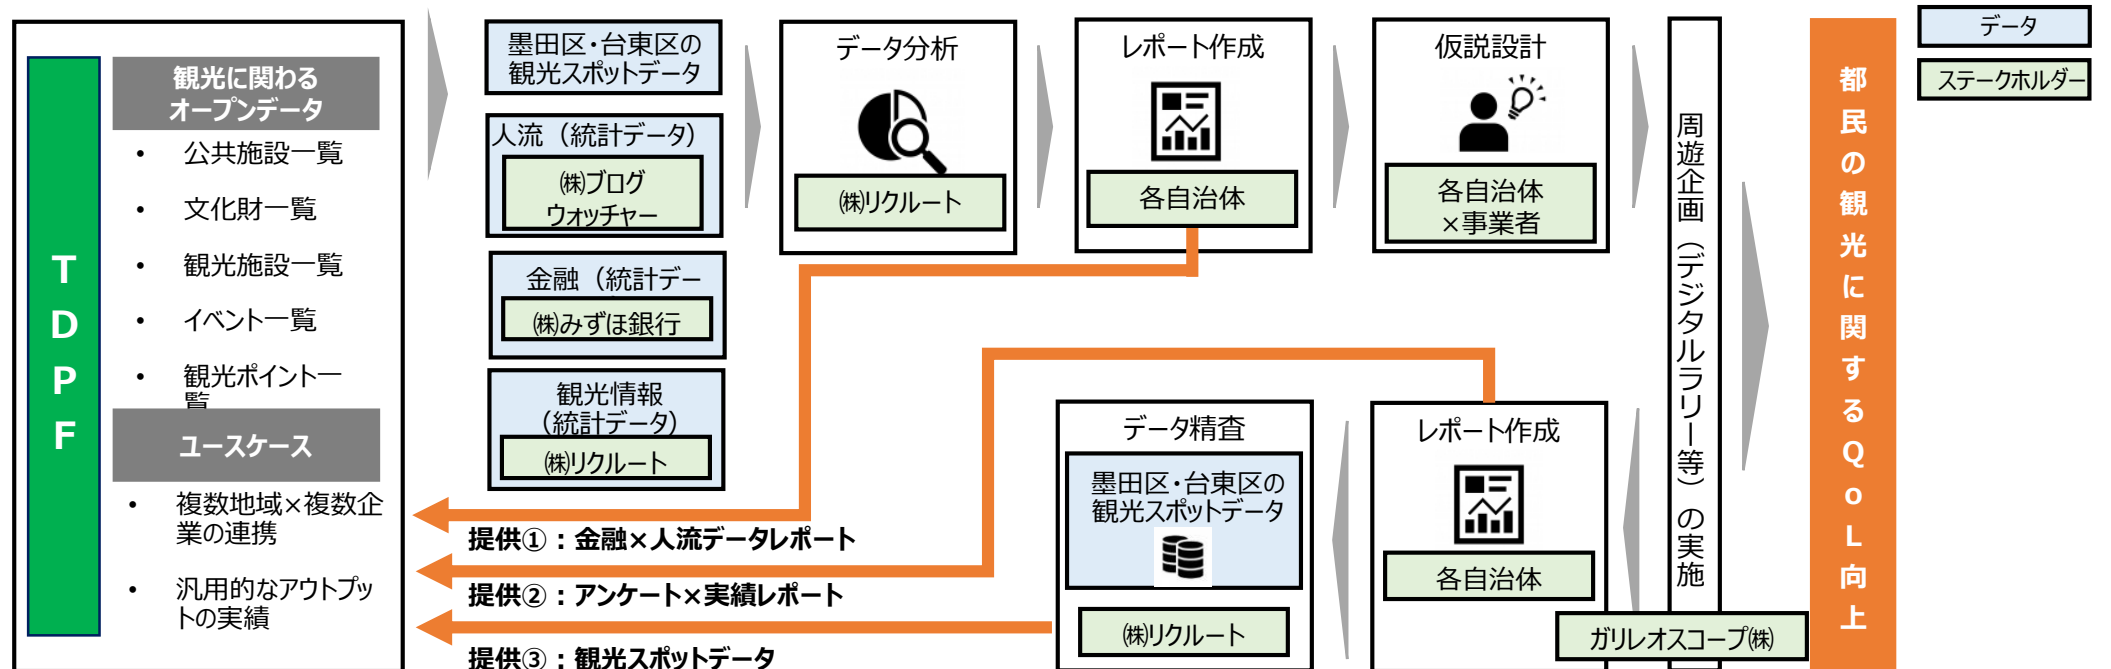 TDPF
観光に関わる
オープンデータ
• 公共施設一覧
• 文化財一覧
• 観光施設一覧
• イベント一覧
• 観光ポイント一
覧
ユースケース
• 複数地域×複数企
業の連携
• 汎用的なアウトプッ
トの実績
墨田区・台東区の
観光スポットデータ
人流（統計データ）
㈱ブログ
ウォッチャー
金融（統計デー
㈱みずほ銀行
観光情報
（統計データ）
㈱リクルート
データ分析
㈱リクルート
レポート作成
各自治体
仮説設計
各自治体
×事業者
周遊企画（デジタルラリー等）の実施
ガリレオスコープ㈱
レポート作成
各自治体
データ精査
墨田区・台東区の
観光スポットデータ
㈱リクルート
提供①：金融×人流データレポート
提供②：アンケート×実績レポート
提供③：観光スポットデータ
都民の観光に関するQoL向上
データ
ステークホルダー